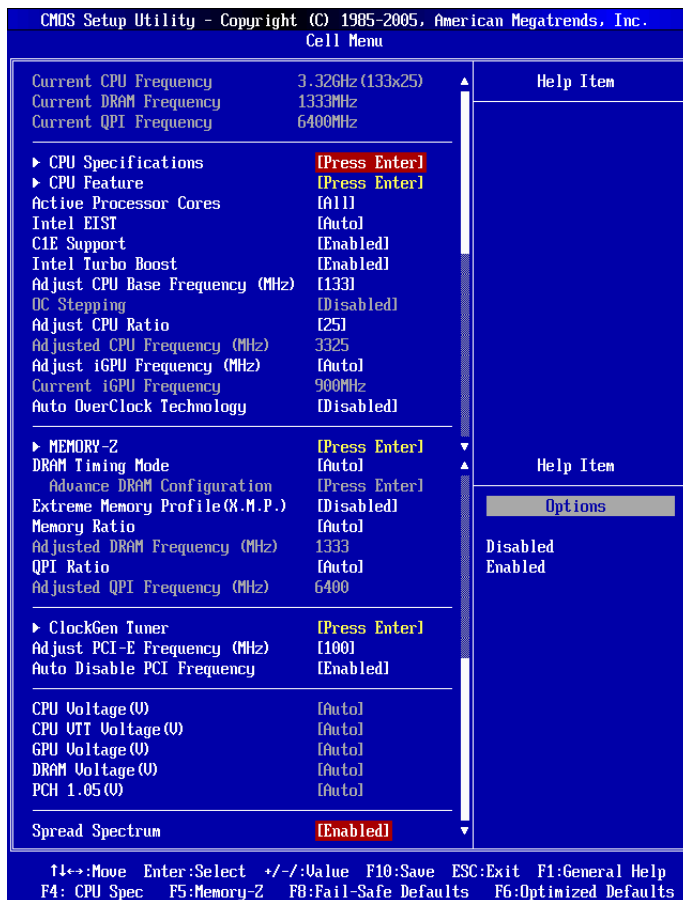 CMOS Setup Utility - Copyright (C) 1985-2005, American Megatrends, Inc.
Cell Menu
Current CPU Frequency 3.32GHz(133x25)
Current DRAM Frequency 1333MHz
Current QPI Frequency 6400MHz
Help Item
▶ CPU Specifications [Press Enter]
▶ CPU Feature [Press Enter]
Active Processor Cores [All]
Intel EIST [Auto]
C1E Support [Enabled]
Intel Turbo Boost [Enabled]
Adjust CPU Base Frequency (MHz) [133]
OC Stepping [Disabled]
Adjust CPU Ratio [25]
Adjusted CPU Frequency (MHz) 3325
Adjust iGPU Frequency (MHz) [Auto]
Current iGPU Frequency 900MHz
Auto OverClock Technology [Disabled]
▶ MEMORY-Z [Press Enter]
DRAM Timing Mode [Auto]
Advance DRAM Configuration [Press Enter]
Extreme Memory Profile(X.M.P.) [Disabled]
Memory Ratio [Auto]
Adjusted DRAM Frequency (MHz) 1333
QPI Ratio [Auto]
Adjusted QPI Frequency (MHz) 6400
Help Item
Options
Disabled
Enabled
▶ ClockGen Tuner [Press Enter]
Adjust PCI-E Frequency (MHz) [100]
Auto Disable PCI Frequency [Enabled]
CPU Voltage(V) [Auto]
CPU VTT Voltage(V) [Auto]
GPU Voltage(V) [Auto]
DRAM Voltage(V) [Auto]
PCH 1.05(V) [Auto]
Spread Spectrum [Enabled]
↑↓←→:Move Enter:Select +/-/:Value F10:Save ESC:Exit F1:General Help
F4: CPU Spec F5:Memory-Z F8:Fail-Safe Defaults F6:Optimized Defaults